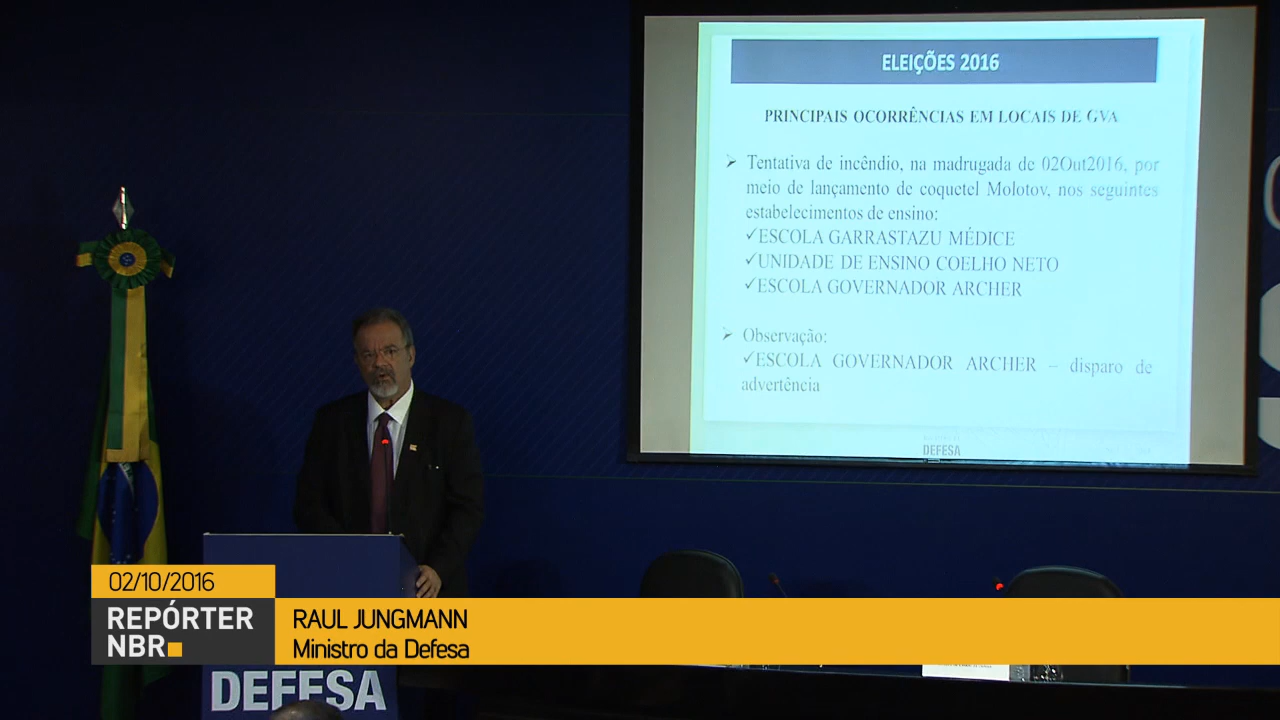 ELEIÇÕES 2016
PRINCIPAIS OCORRÊNCIAS EM LOCAIS DE GVA
➢ Tentativa de incêndio, na madrugada de 02Out2016, por
meio de lançamento de coquetel Molotov, nos seguintes
estabelecimentos de ensino:
✓ESCOLA GARRASTAZU MÉDICE
✓UNIDADE DE ENSINO COELHO NETO
✓ESCOLA GOVERNADOR ARCHER
➢ Observação:
✓ESCOLA GOVERNADOR ARCHER – disparo de
advertência
DEFESA
02/10/2016
REPÓRTER
NBR
RAUL JUNGMANN
Ministro da Defesa
DEFESA